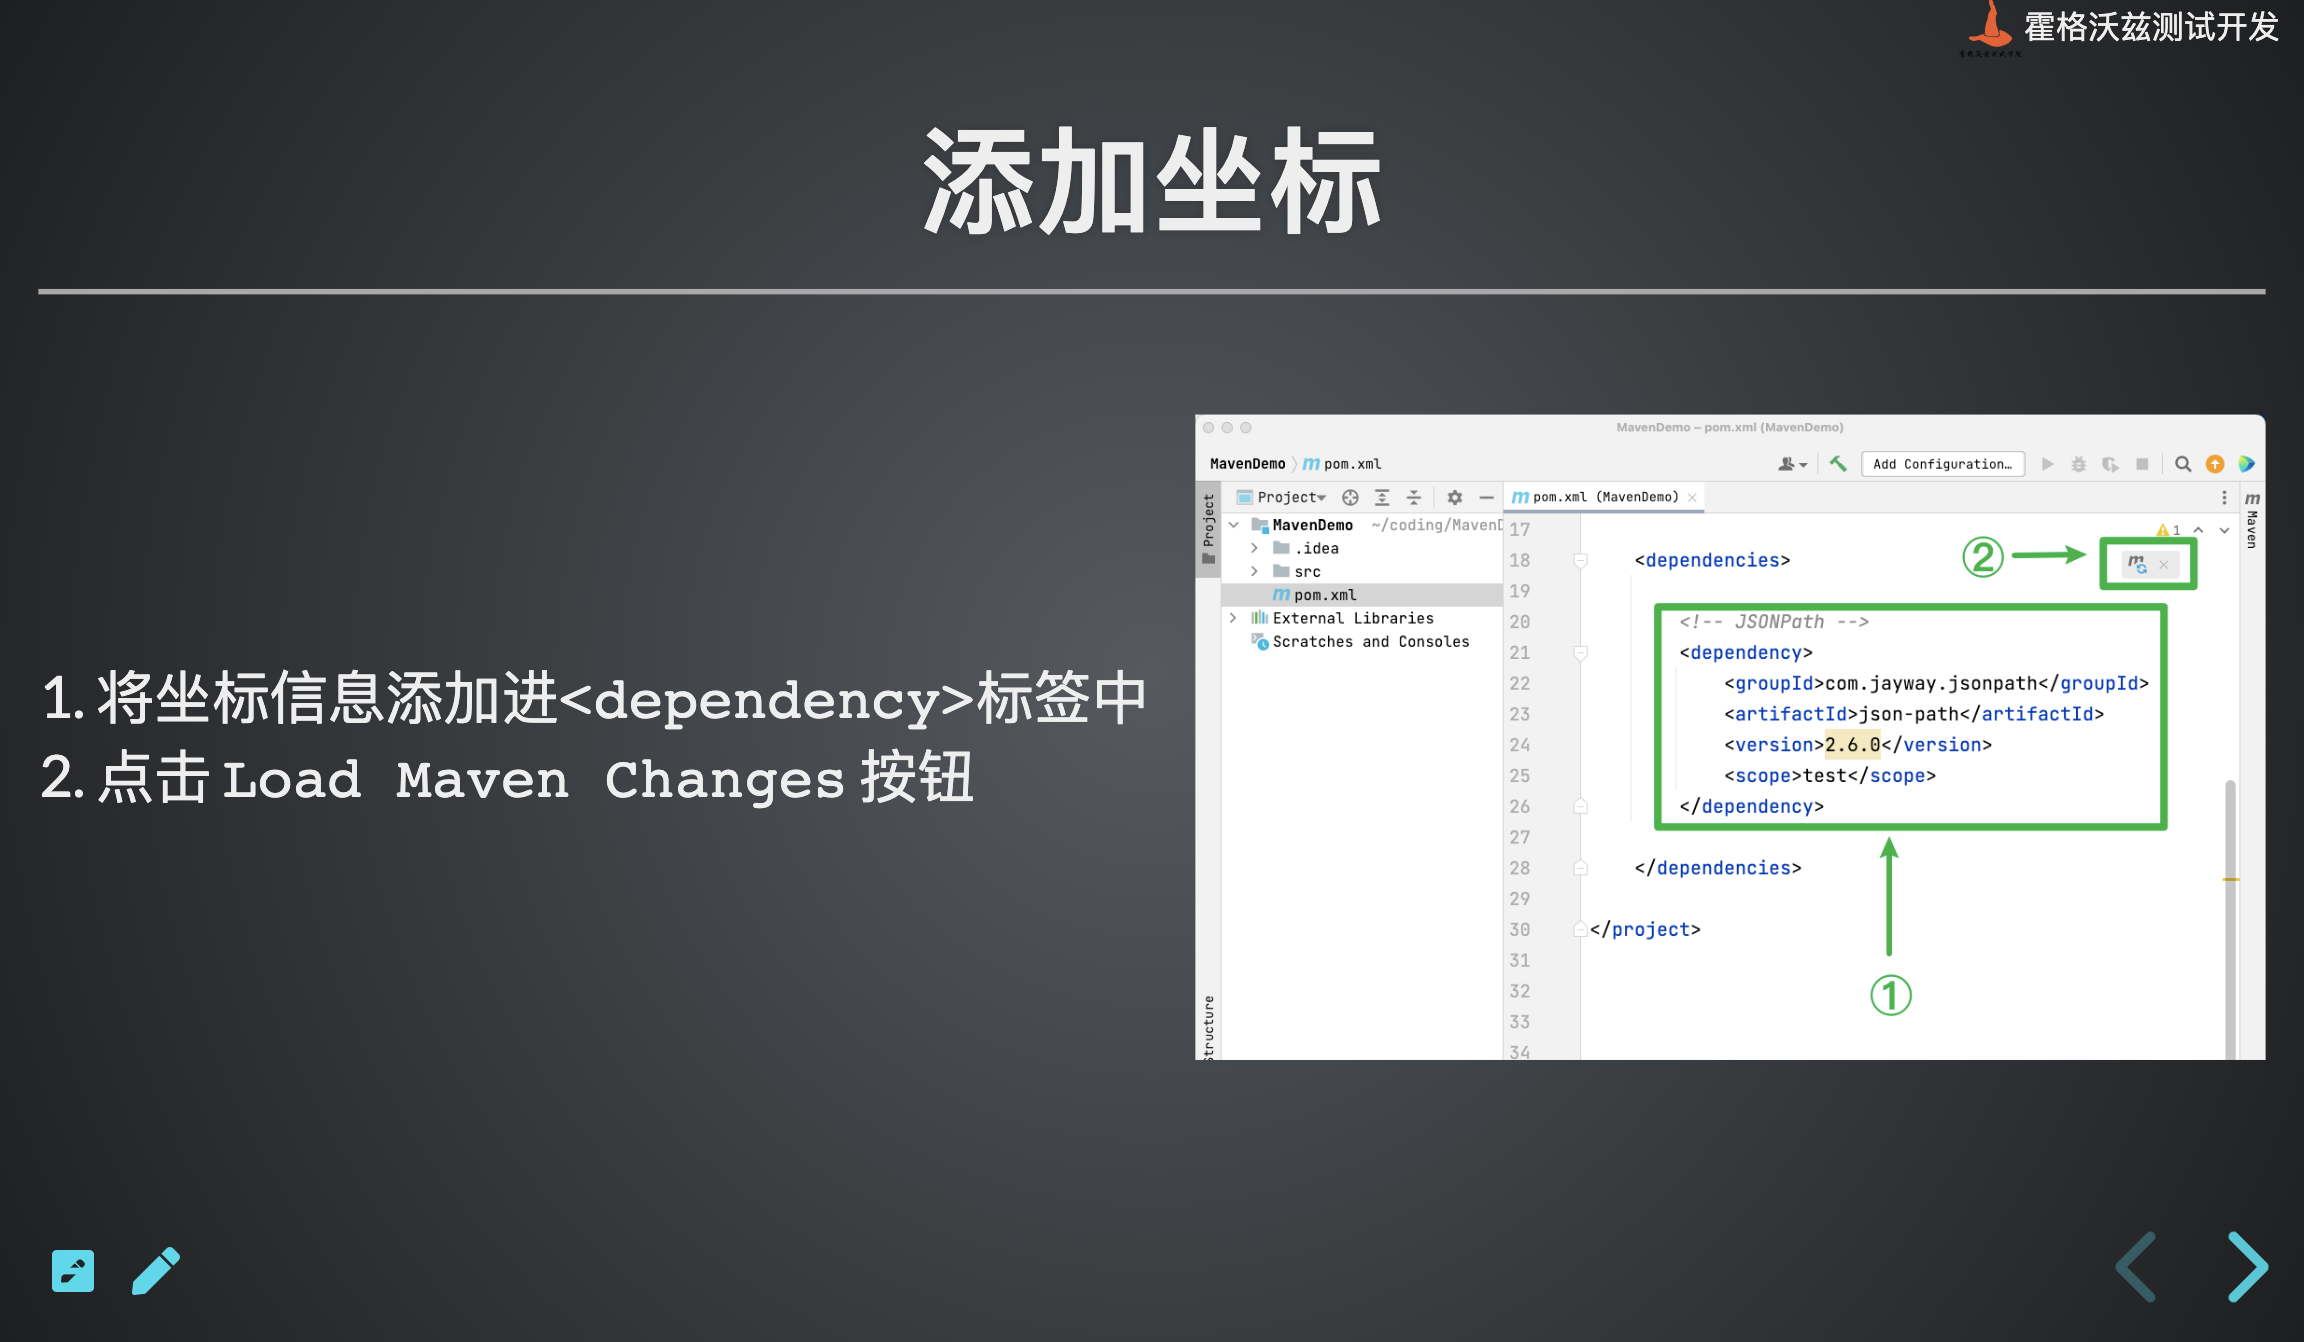 霍格沃兹测试开发
添加坐标
1. 将坐标信息添加进<dependency>标签中
2. 点击 Load Maven Changes 按钮
MavenDemo – pom.xml (MavenDemo)
MavenDemo 〉 m pom.xml
Add Configuration…
Project
Project
m pom.xml (MavenDemo)
m Maven
MavenDemo ~/coding/MavenD
.idea
src
m pom.xml
External Libraries
Scratches and Consoles
Structure
1
②
①
17
18 <dependencies>
19
20 <!-- JSONPath -->
21 <dependency>
22 <groupId>com.jayway.jsonpath</groupId>
23 <artifactId>json-path</artifactId>
24 <version>2.6.0</version>
25 <scope>test</scope>
26 </dependency>
27
28 </dependencies>
29
30 </project>
31
32
33
34